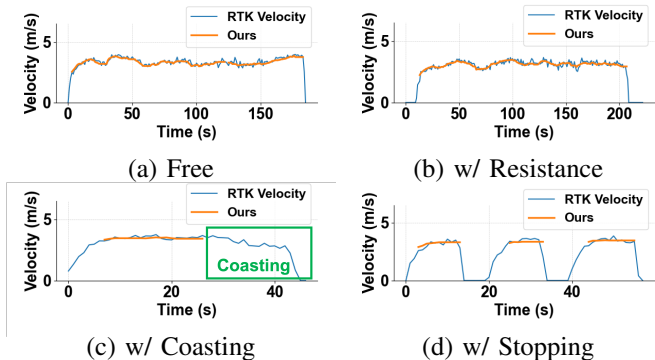 RTK Velocity
Ours
Velocity (m/s)
5
0
0
50
100
150
Time (s)
(a) Free
RTK Velocity
Ours
Velocity (m/s)
5
0
0
50
100
150
200
Time (s)
(b) w/ Resistance
RTK Velocity
Ours
Velocity (m/s)
5
0
Coasting
0
20
40
Time (s)
(c) w/ Coasting
RTK Velocity
Ours
Velocity (m/s)
5
0
0
20
40
Time (s)
(d) w/ Stopping